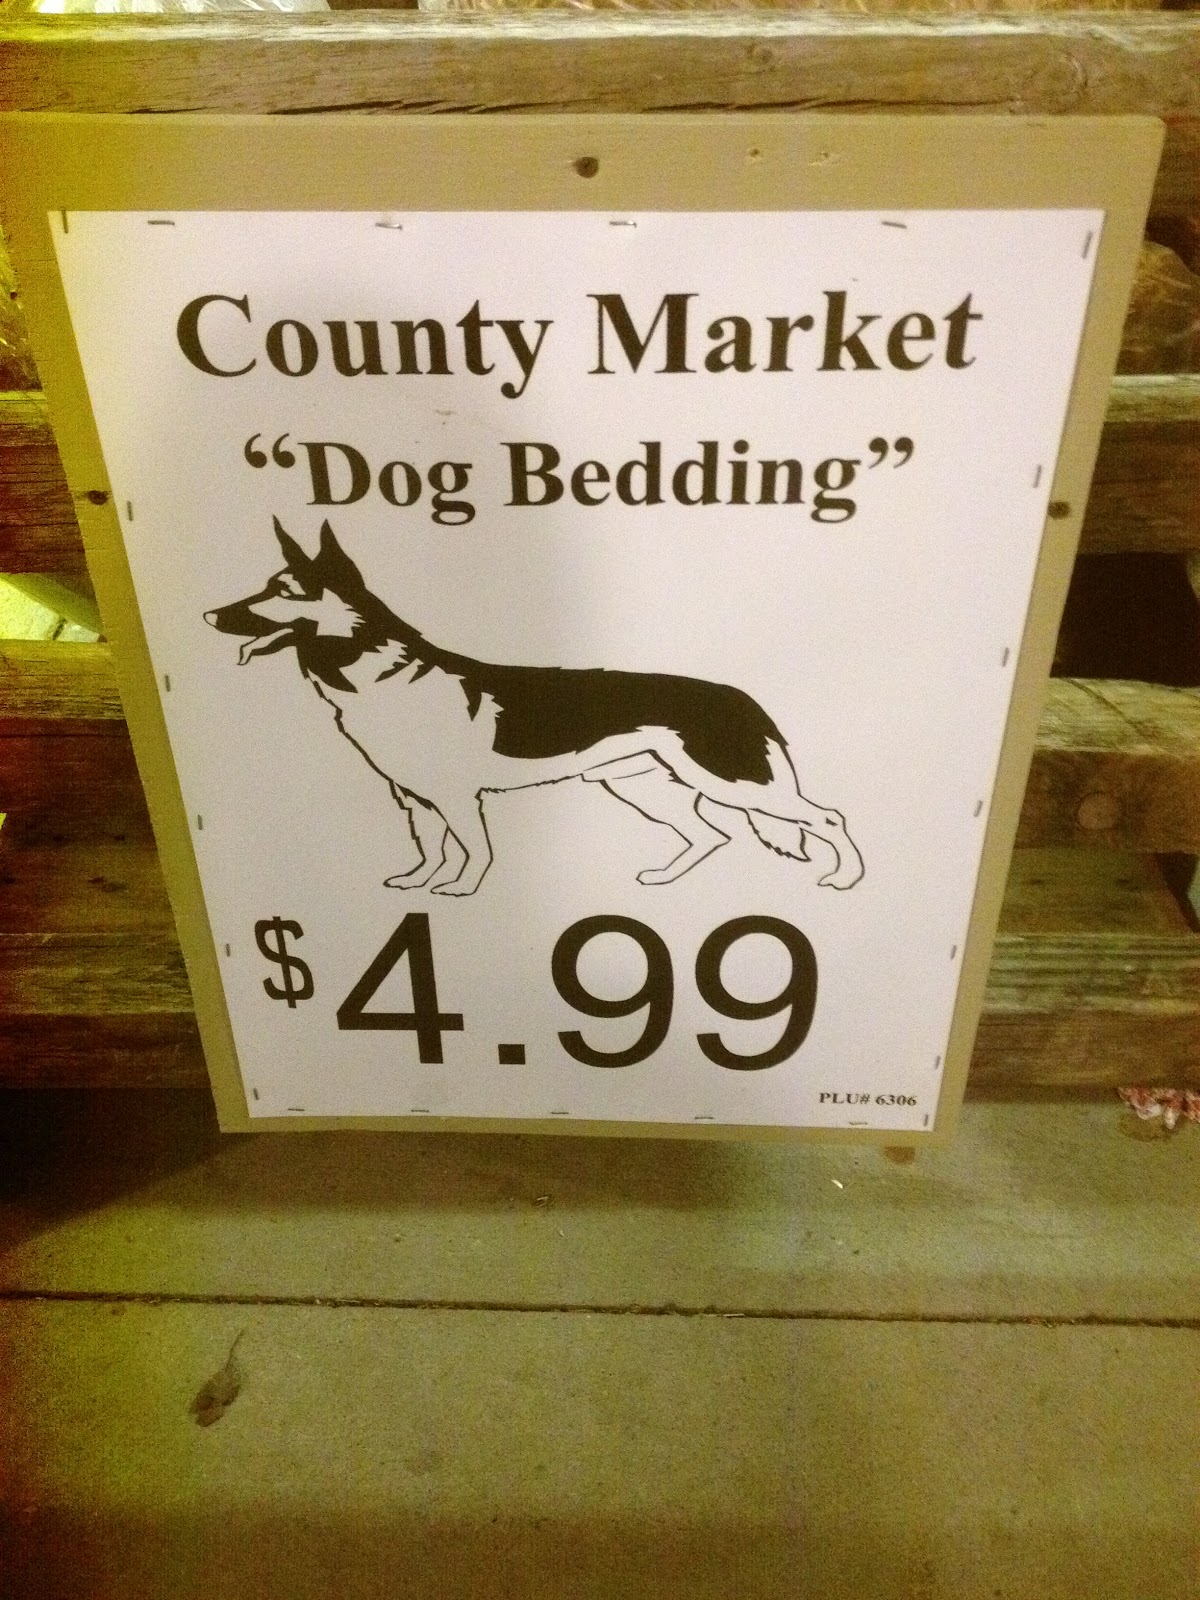 County Market
“Dog Bedding”
$4.99
PLU# 6306